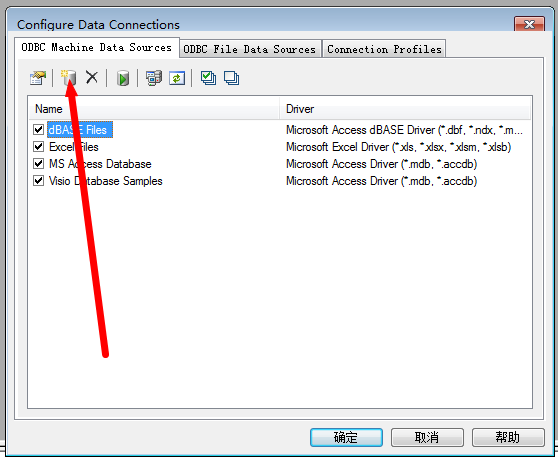 Configure Data Connections
ODBC Machine Data Sources ODBC File Data Sources Connection Profiles
Name Driver
dBASE Files Microsoft Access dBASE Driver (*.dbf, *.ndx, *.m...
Excel Files Microsoft Excel Driver (*.xls, *.xlsx, *.xlsm, *.xlsb)
MS Access Database Microsoft Access Driver (*.mdb, *.accdb)
Visio Database Samples Microsoft Access Driver (*.mdb, *.accdb)
确定 取消 帮助